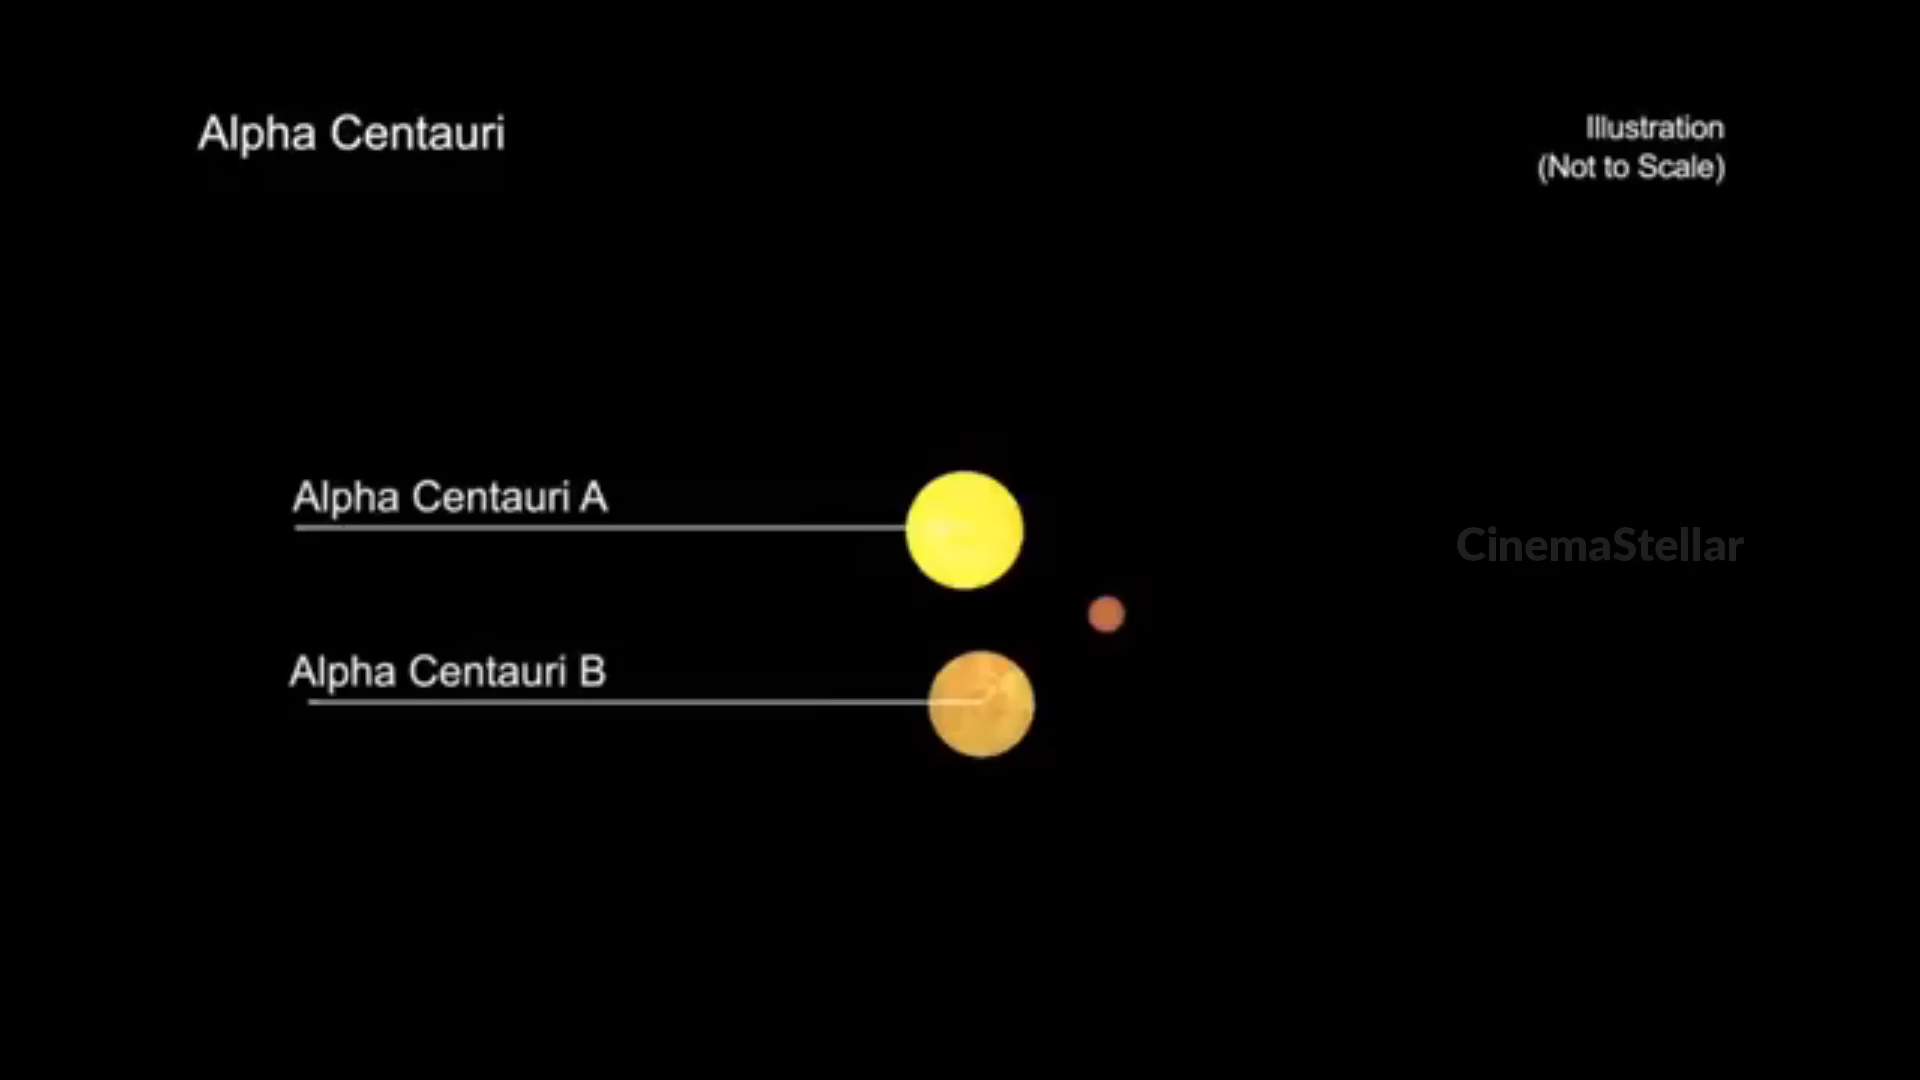 Alpha Centauri
Illustration
(Not to Scale)
Alpha Centauri A
CinemaStellar
Alpha Centauri B